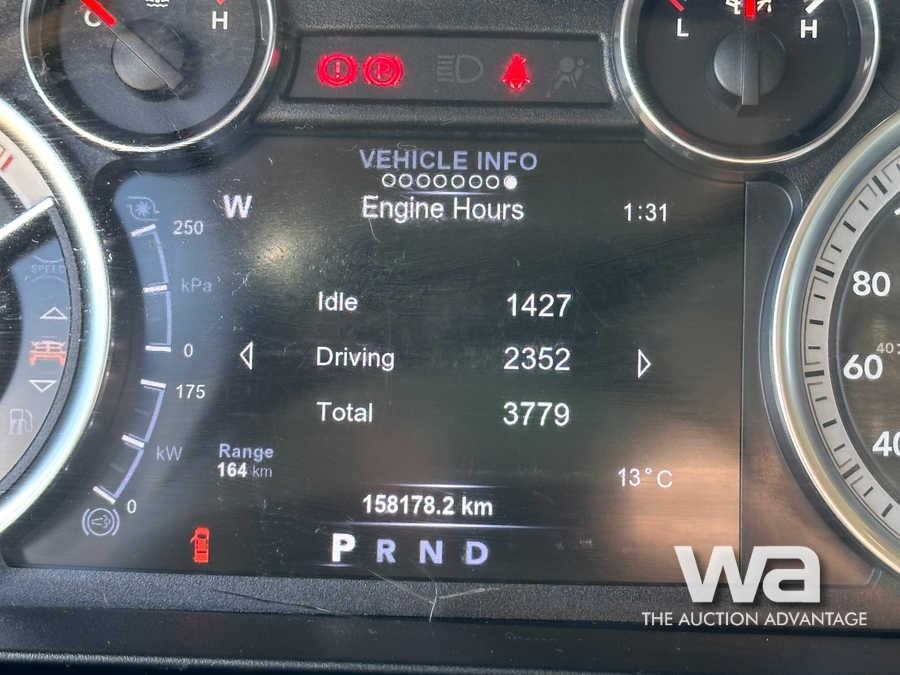 C H
L H
VEHICLE INFO
W Engine Hours 1:31
250
kPa
0
SPEED
Idle 1427
Driving 2352
Total 3779
175
kW
0
Range
164 km
13°C
158178.2 km
P R N D
80
60
40
wa
THE AUCTION ADVANTAGE